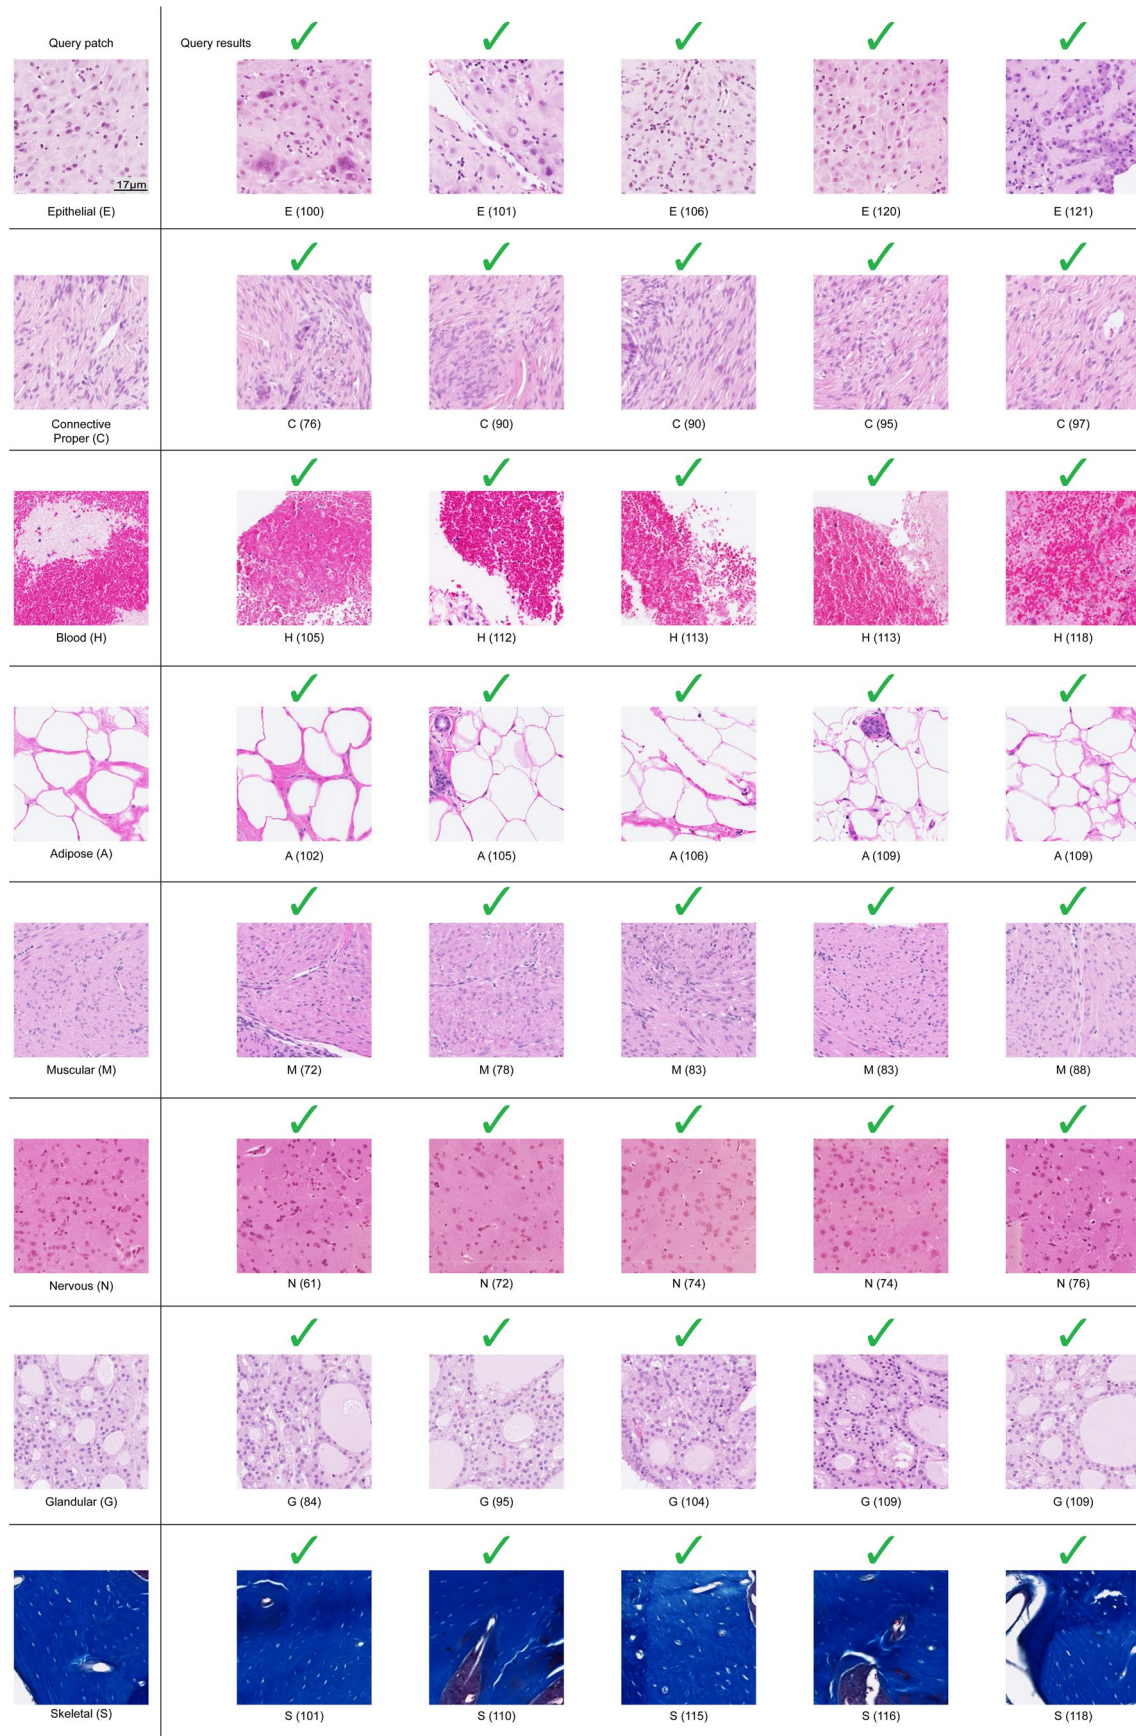 Query patch
Query results
17μm
Epithelial (E)
E (100)
E (101)
E (106)
E (120)
E (121)
Connective
Proper (C)
C (76)
C (90)
C (90)
C (95)
C (97)
Blood (H)
H (105)
H (112)
H (113)
H (113)
H (118)
Adipose (A)
A (102)
A (105)
A (106)
A (109)
A (109)
Muscular (M)
M (72)
M (78)
M (83)
M (83)
M (88)
Nervous (N)
N (61)
N (72)
N (74)
N (74)
N (76)
Glandular (G)
G (84)
G (95)
G (104)
G (109)
G (109)
Skeletal (S)
S (101)
S (110)
S (115)
S (116)
S (118)